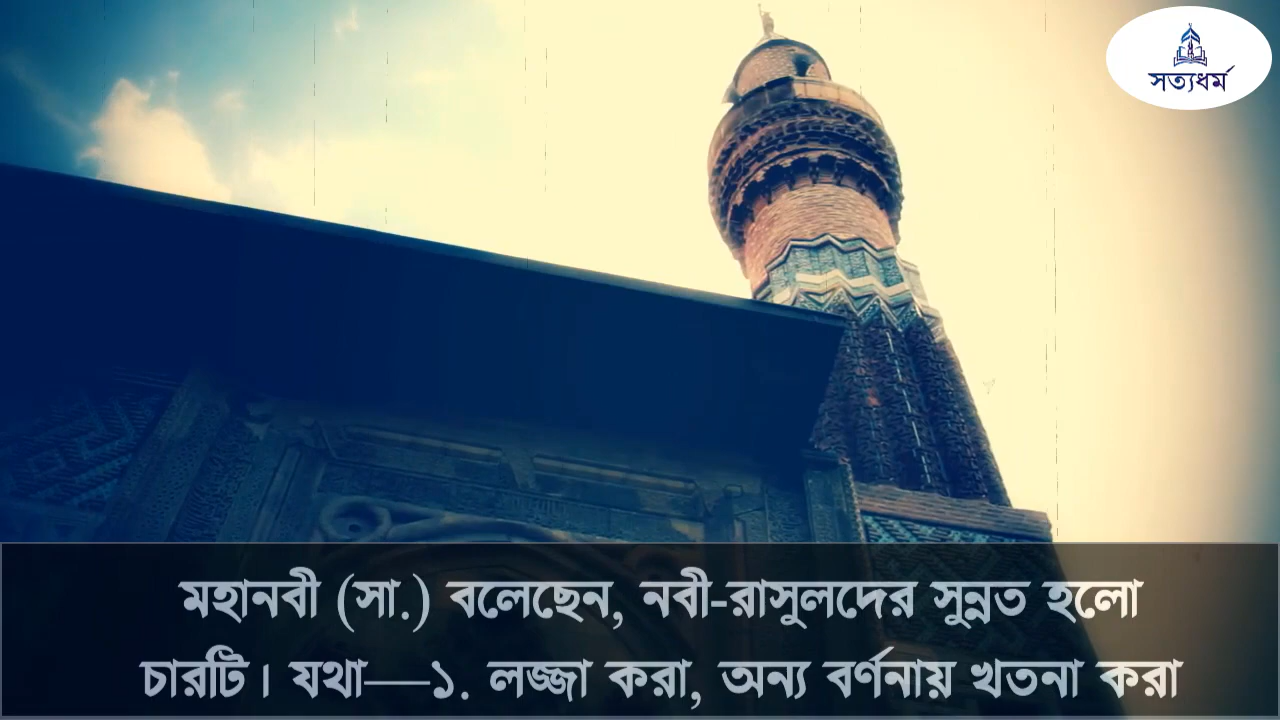 সত্যধর্ম
মহানবী (সা.) বলেছেন, নবী-রাসুলদের সুন্নত হলো
চারটি। যথা—১. লজ্জা করা, অন্য বর্ণনায় খতনা করা